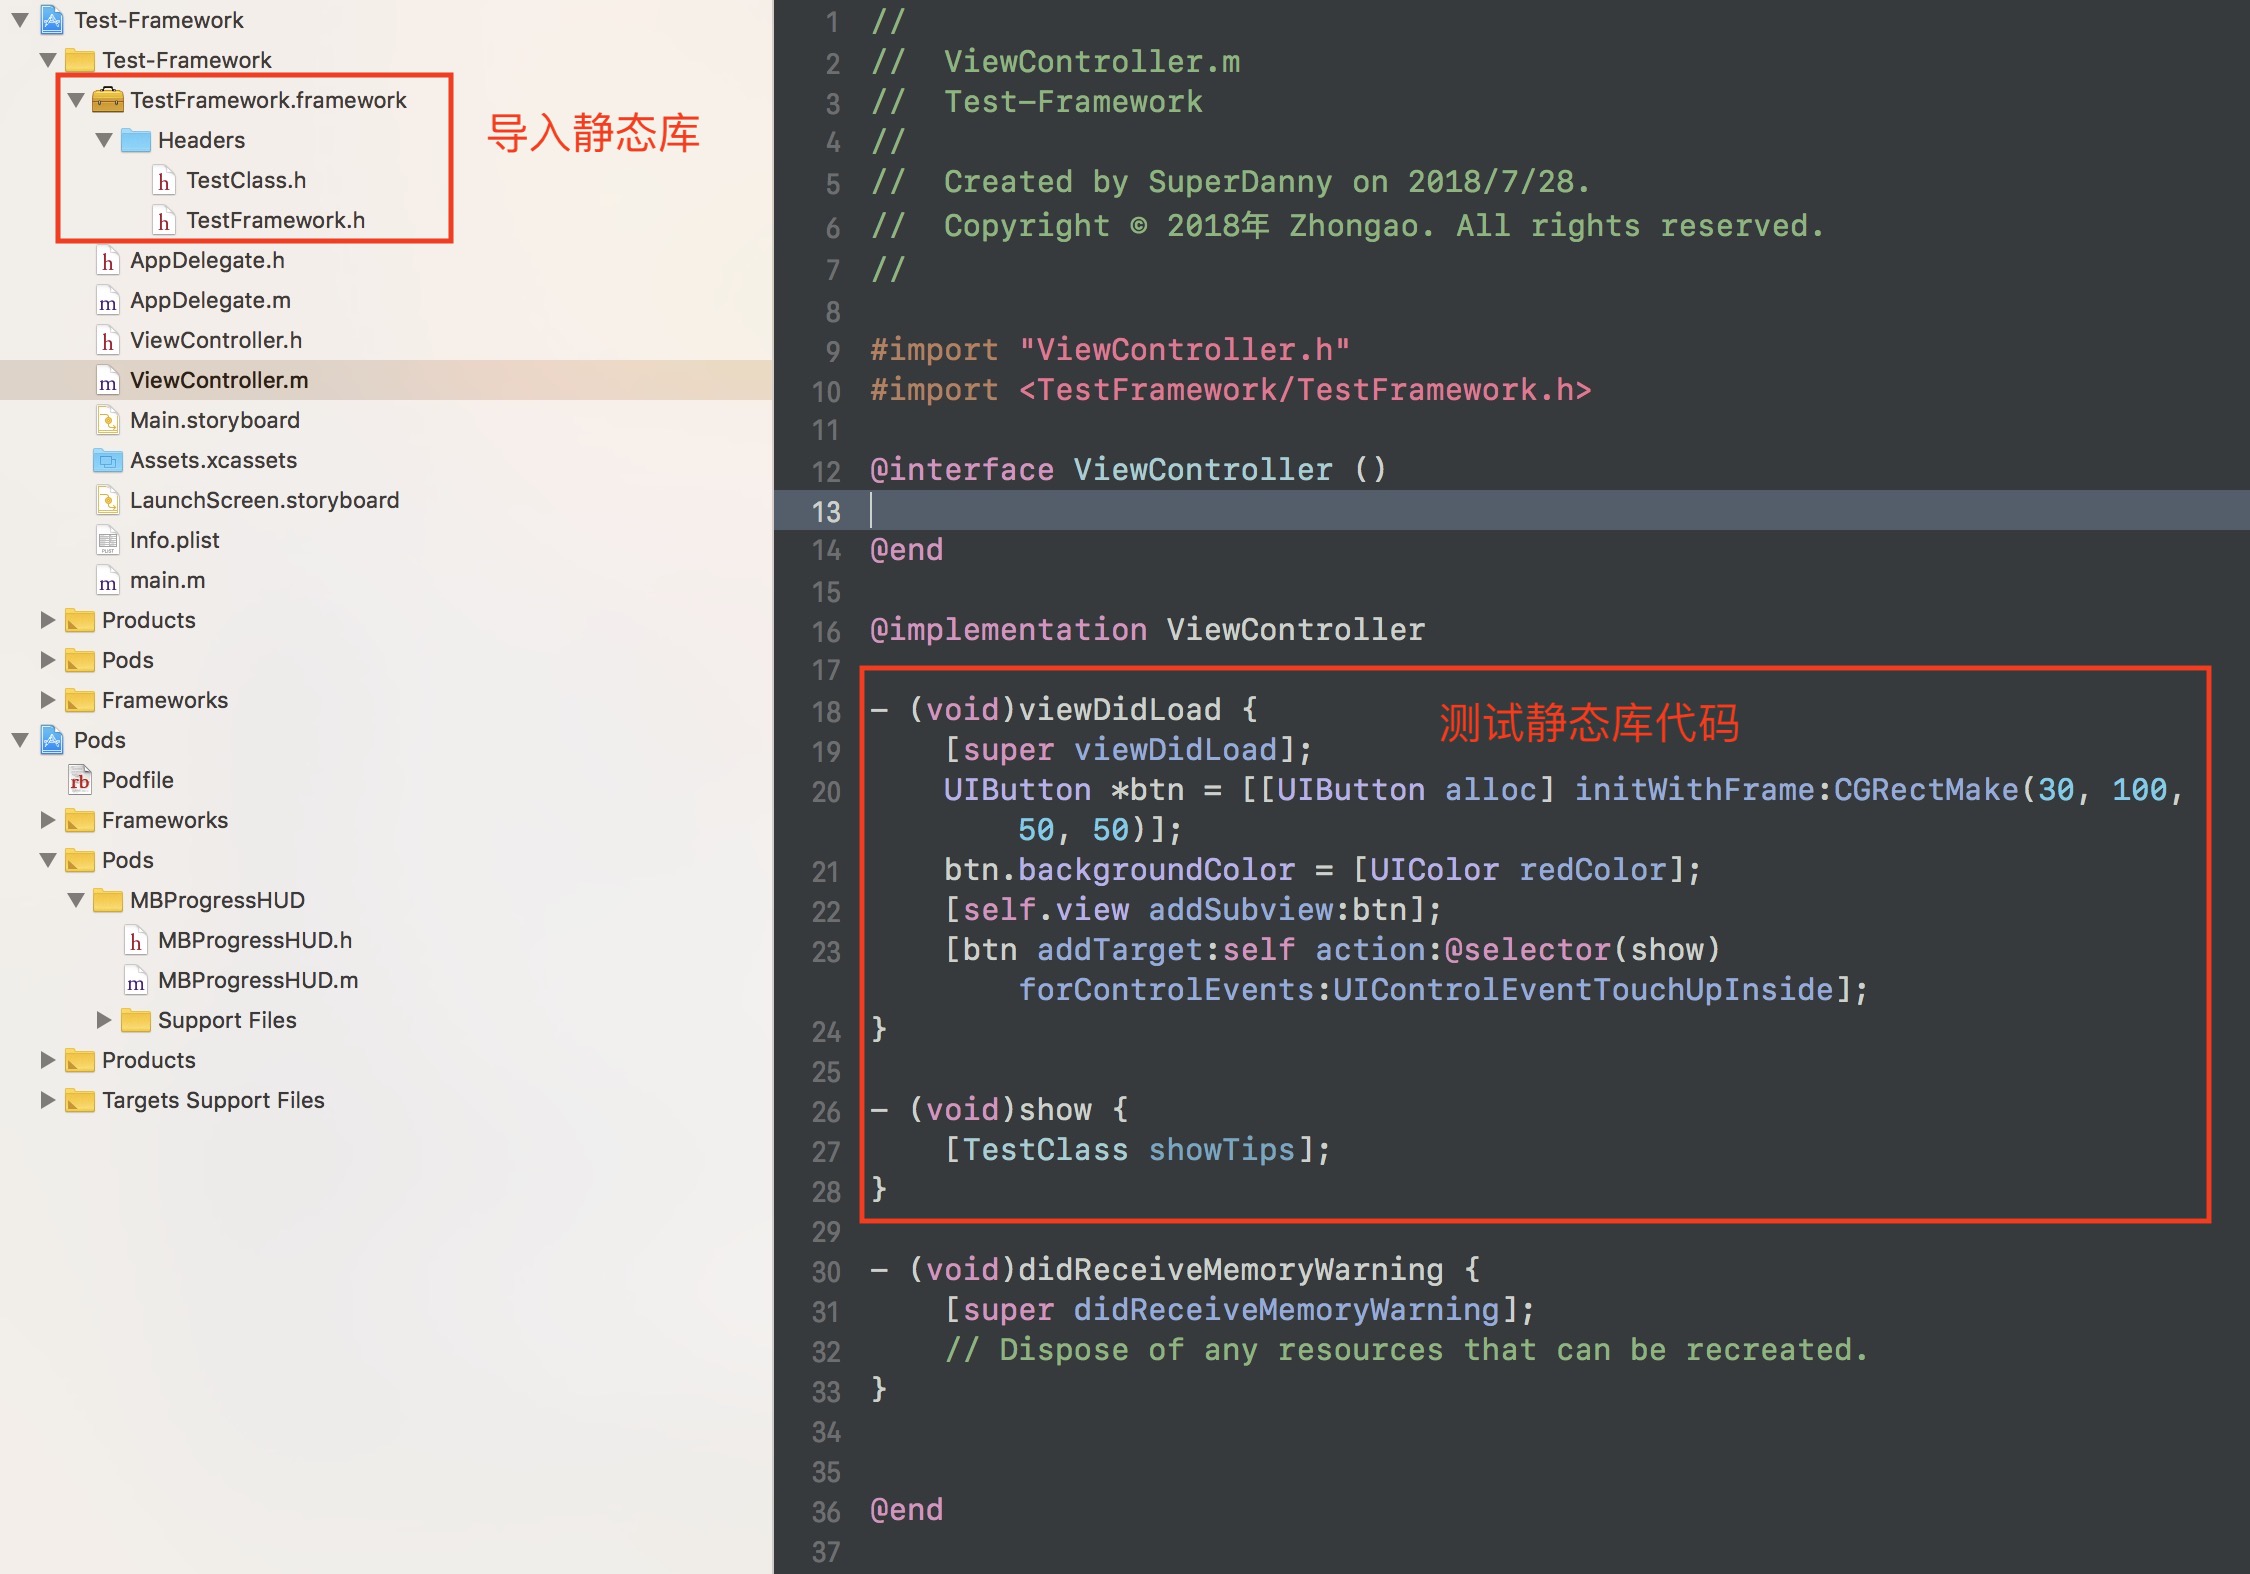 Test-Framework
Test-Framework
TestFramework.framework
Headers
TestClass.h
TestFramework.h
导入静态库
AppDelegate.h
AppDelegate.m
ViewController.h
ViewController.m
Main.storyboard
Assets.xcassets
LaunchScreen.storyboard
Info.plist
main.m
Products
Pods
Frameworks
Pods
Podfile
Frameworks
Pods
MBProgressHUD
MBProgressHUD.h
MBProgressHUD.m
Support Files
Products
Targets Support Files
1 //
2 //  ViewController.m
3 //  Test-Framework
4 //
5 //  Created by SuperDanny on 2018/7/28.
6 //  Copyright © 2018年 Zhongao. All rights reserved.
7 //
8
9 #import "ViewController.h"
10 #import <TestFramework/TestFramework.h>
11
12 @interface ViewController ()
13
14 @end
15
16 @implementation ViewController
17
18 - (void)viewDidLoad {
测试静态库代码
19     [super viewDidLoad];
20     UIButton *btn = [[UIButton alloc] initWithFrame:CGRectMake(30, 100,
50, 50)];
21     btn.backgroundColor = [UIColor redColor];
22     [self.view addSubview:btn];
23     [btn addTarget:self action:@selector(show)
forControlEvents:UIControlEventTouchUpInside];
24 }
25
26 - (void)show {
27     [TestClass showTips];
28 }
29
30 - (void)didReceiveMemoryWarning {
31     [super didReceiveMemoryWarning];
32     // Dispose of any resources that can be recreated.
33 }
34
35
36 @end
37